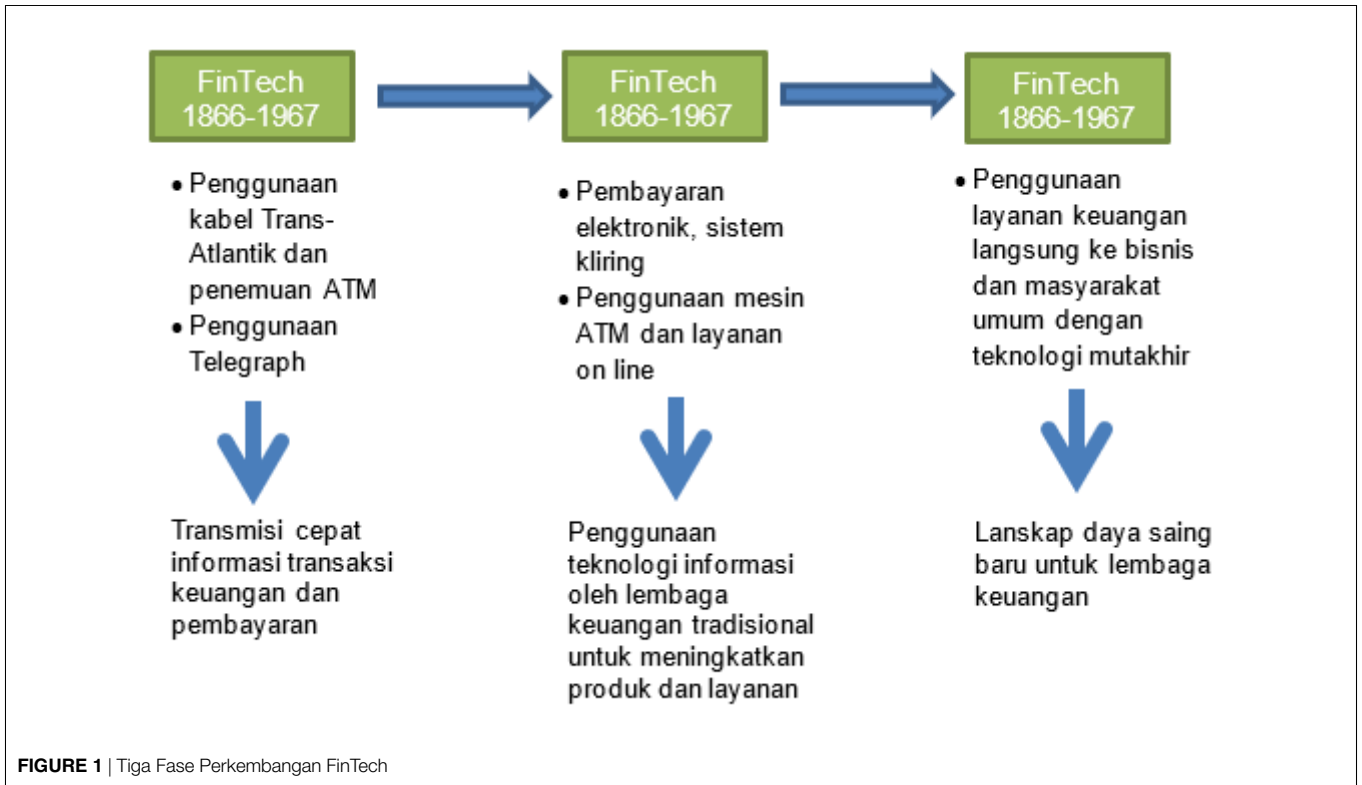 FinTech
1866-1967
• Penggunaan
kabel Trans-
Atlantik dan
penemuan ATM
• Penggunaan
Telegraph
Transmisi cepat
informasi transaksi
keuangan dan
pembayaran
FinTech
1866-1967
• Pembayaran
elektronik, sistem
kliring
• Penggunaan mesin
ATM dan layanan
on line
Penggunaan
teknologi informasi
oleh lembaga
keuangan tradisional
untuk meningkatkan
produk dan layanan
FinTech
1866-1967
• Penggunaan
layanan keuangan
langsung ke bisnis
dan masyarakat
umum dengan
teknologi mutakhir
Lanskap daya saing
baru untuk lembaga
keuangan
FIGURE 1 | Tiga Fase Perkembangan FinTech